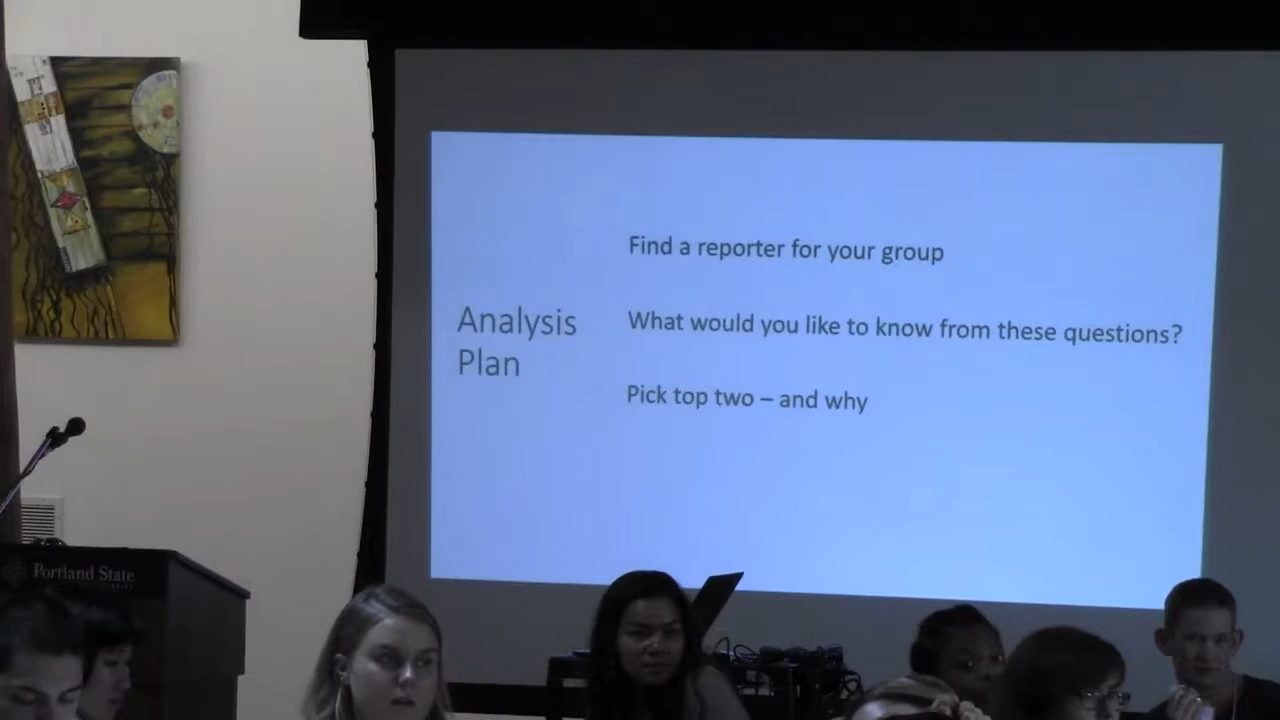 Find a reporter for your group
Analysis
Plan
What would you like to know from these questions?
Pick top two – and why
Portland State